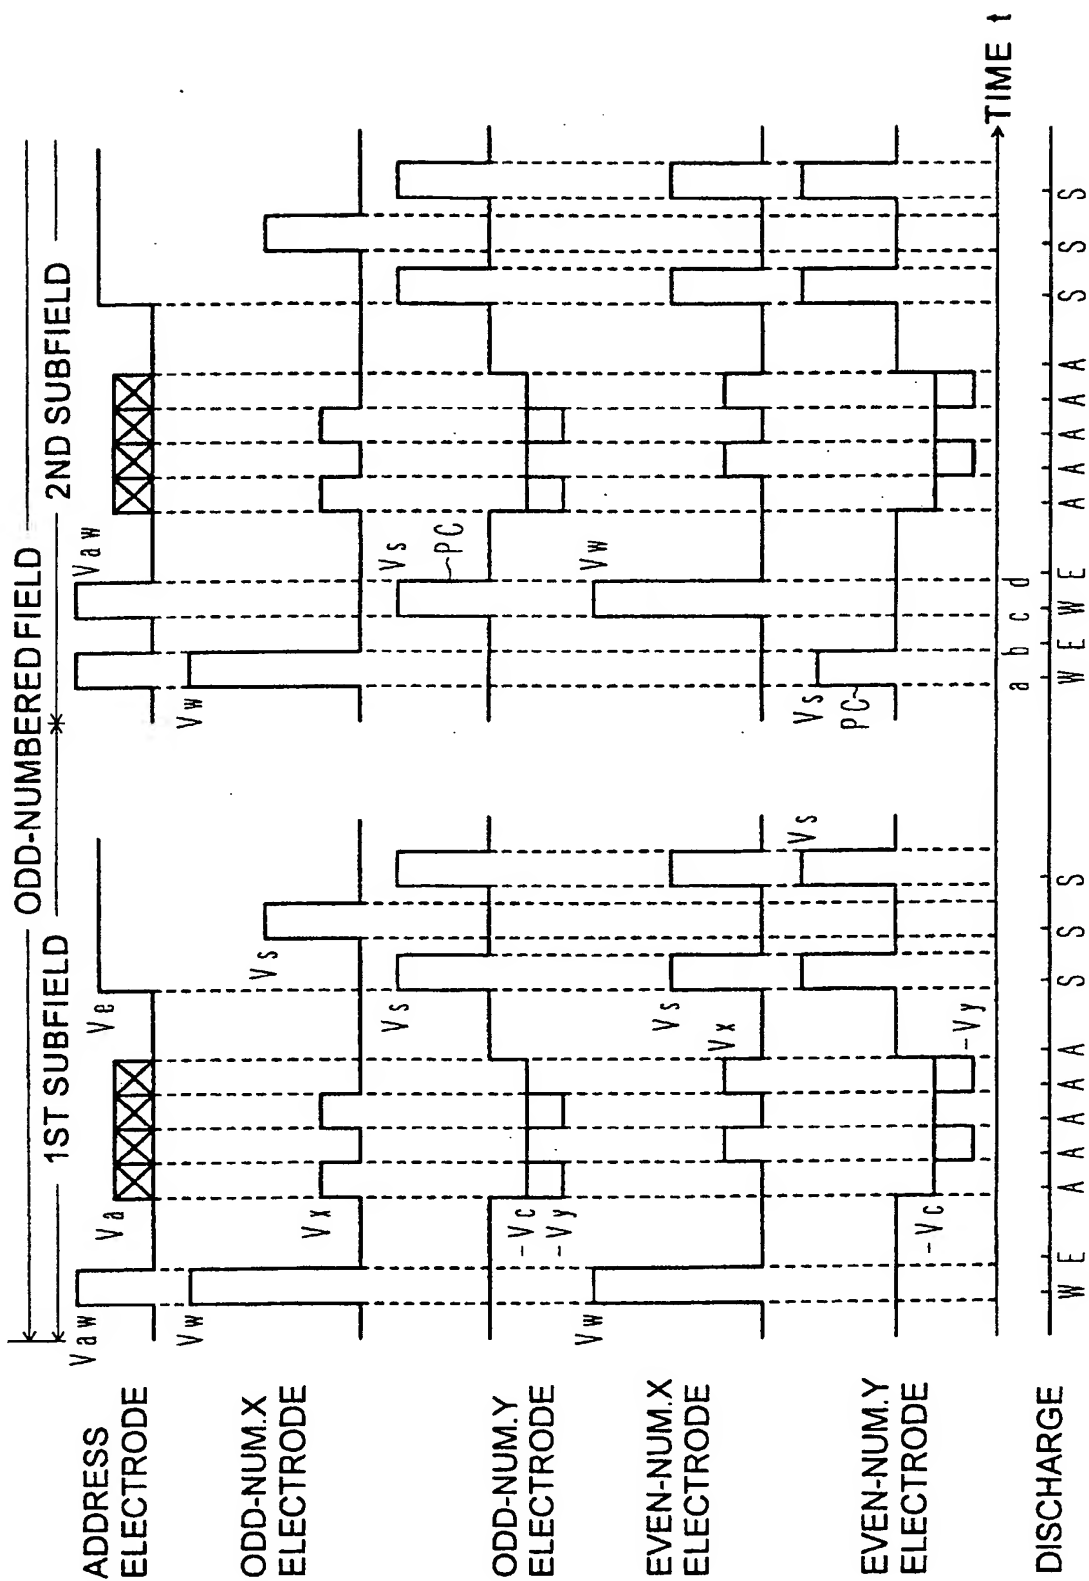 ODD-NUMBERED FIELD
1ST SUBFIELD
2ND SUBFIELD
ADDRESS
ELECTRODE
Vaw
Va
Ve
Vaw
ODD-NUM.X
ELECTRODE
Vw
Vx
Vs
Vw
ODD-NUM.Y
ELECTRODE
-Vc
-Vy
Vs
Vs
PC
EVEN-NUM.X
ELECTRODE
Vw
Vs
Vx
Vw
EVEN-NUM.Y
ELECTRODE
-Vc
-Vy
Vs
Vs
PC
TIME t
a b c d
DISCHARGE
W E A A A A A S S S W E W E A A A A A S S S